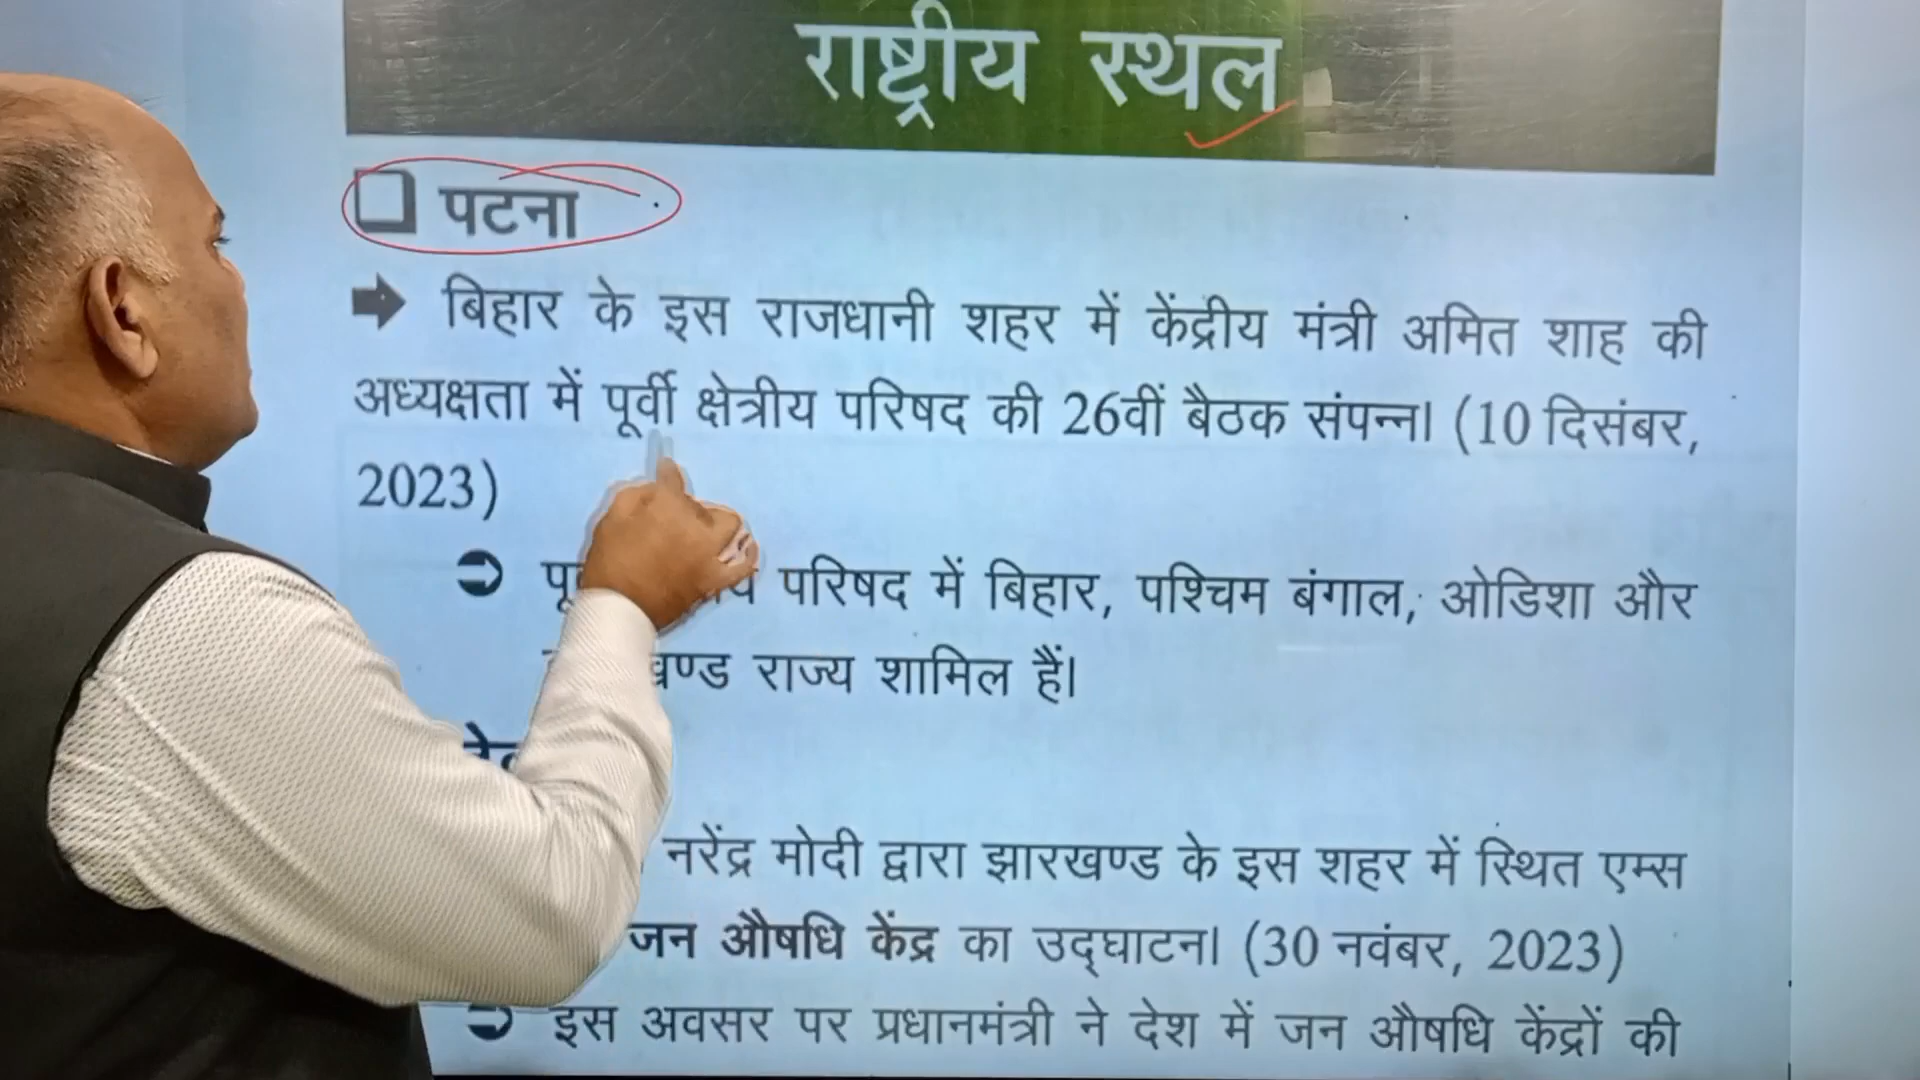 राष्ट्रीय स्थल
पटना
बिहार के इस राजधानी शहर में केंद्रीय मंत्री अमित शाह की
अध्यक्षता में पूर्वी क्षेत्रीय परिषद की 26वीं बैठक संपन्न। (10 दिसंबर,
2023)
परिषद में बिहार, पश्चिम बंगाल, ओडिशा और
राज्य शामिल हैं।
नरेंद्र मोदी द्वारा झारखण्ड के इस शहर में स्थित एम्स
जन औषधि केंद्र का उद्घाटन। (30 नवंबर, 2023)
इस अवसर पर प्रधानमंत्री ने देश में जन औषधि केंद्रों की